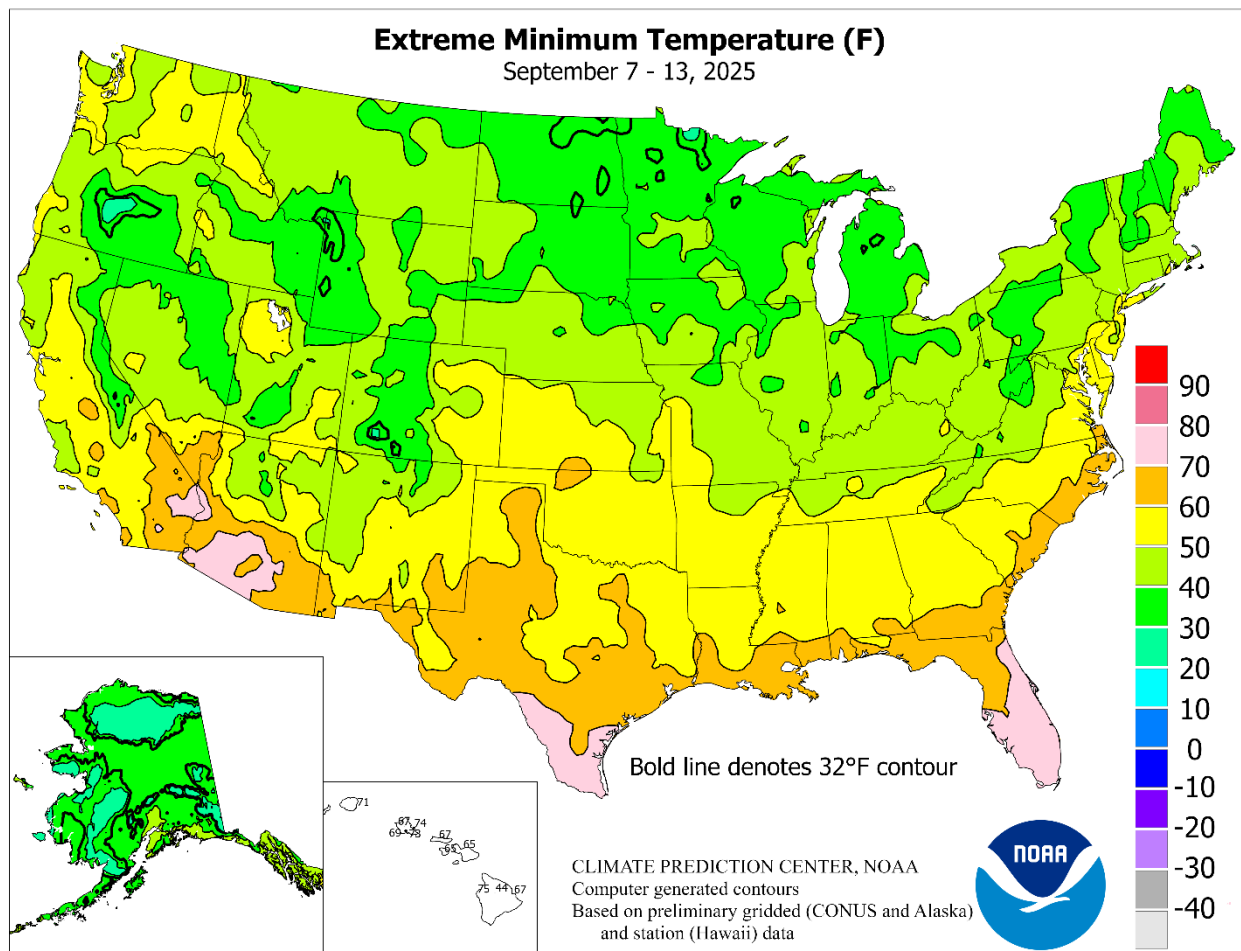 Extreme Minimum Temperature (F)
September 7 - 13, 2025
90
80
70
60
50
40
30
20
10
0
-10
-20
-30
-40
Bold line denotes 32°F contour
71
67 74
69 73
67
65
65
75 44 67
CLIMATE PREDICTION CENTER, NOAA
Computer generated contours
Based on preliminary gridded (CONUS and Alaska)
and station (Hawaii) data
NOAA